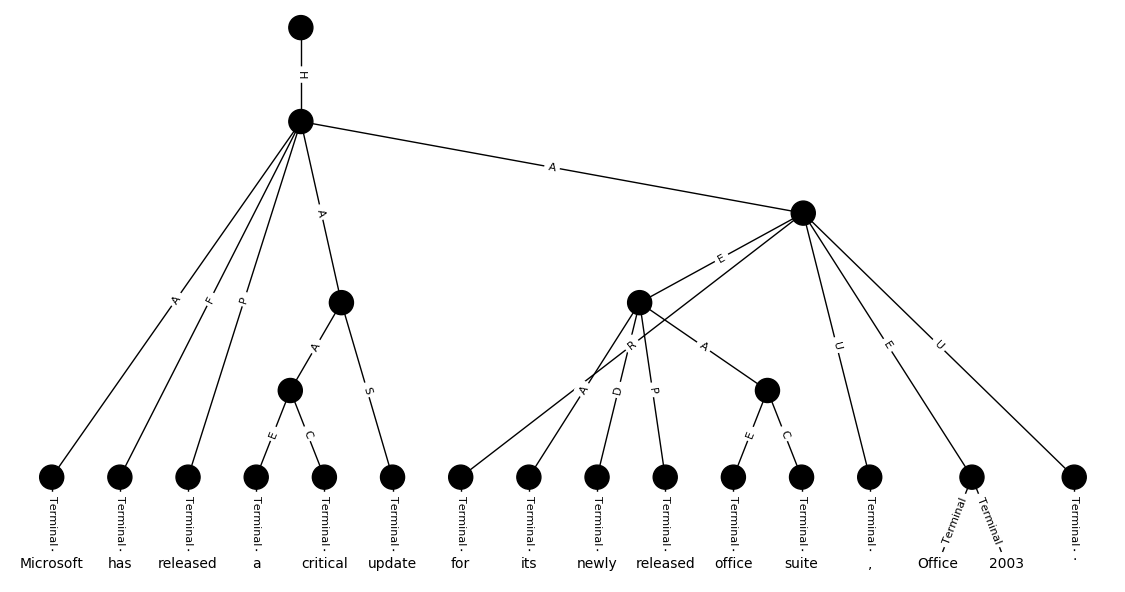 H
A
A
E
A F P
A E
R A U E U
A S A D P
E C E C
Terminal Terminal Terminal Terminal Terminal Terminal Terminal Terminal Terminal Terminal Terminal Terminal Terminal Terminal Terminal Terminal
Microsoft has released a critical update for its newly released office suite , Office 2003 .